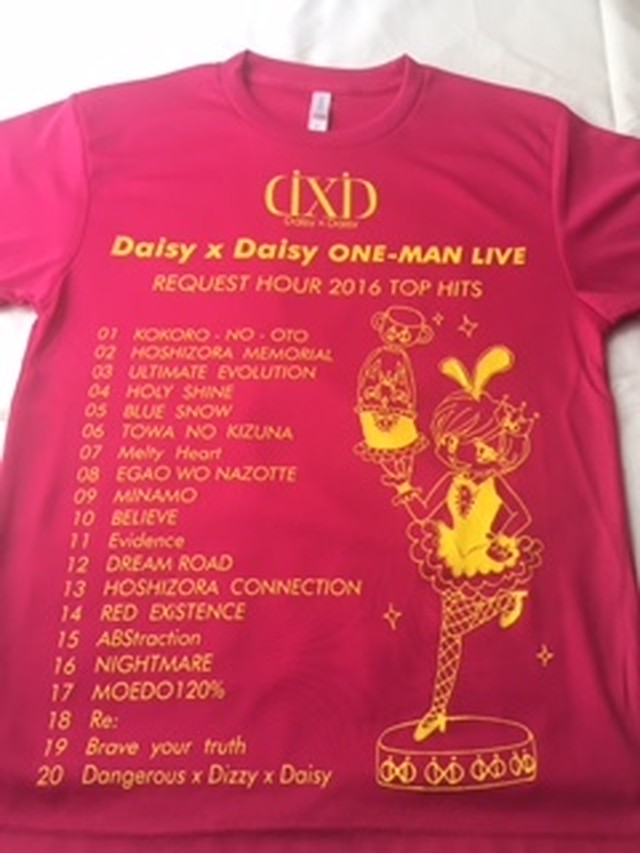 DXD
Daisy x Daisy
Daisy x Daisy ONE-MAN LIVE
REQUEST HOUR 2016 TOP HITS
01 KOKORO - NO - OTO
02 HOSHIZORA MEMORIAL
03 ULTIMATE EVOLUTION
04 HOLY SHINE
05 BLUE SNOW
06 TOWA NO KIZUNA
07 Melty Heart
08 EGAO WO NAZOTTE
09 MINAMO
10 BELIEVE
11 Evidence
12 DREAM ROAD
13 HOSHIZORA CONNECTION
14 RED EXiSTENCE
15 ABStraction
16 NIGHTMARE
17 MOEDO120%
18 Re:
19 Brave your truth
20 Dangerous x Dizzy x Daisy